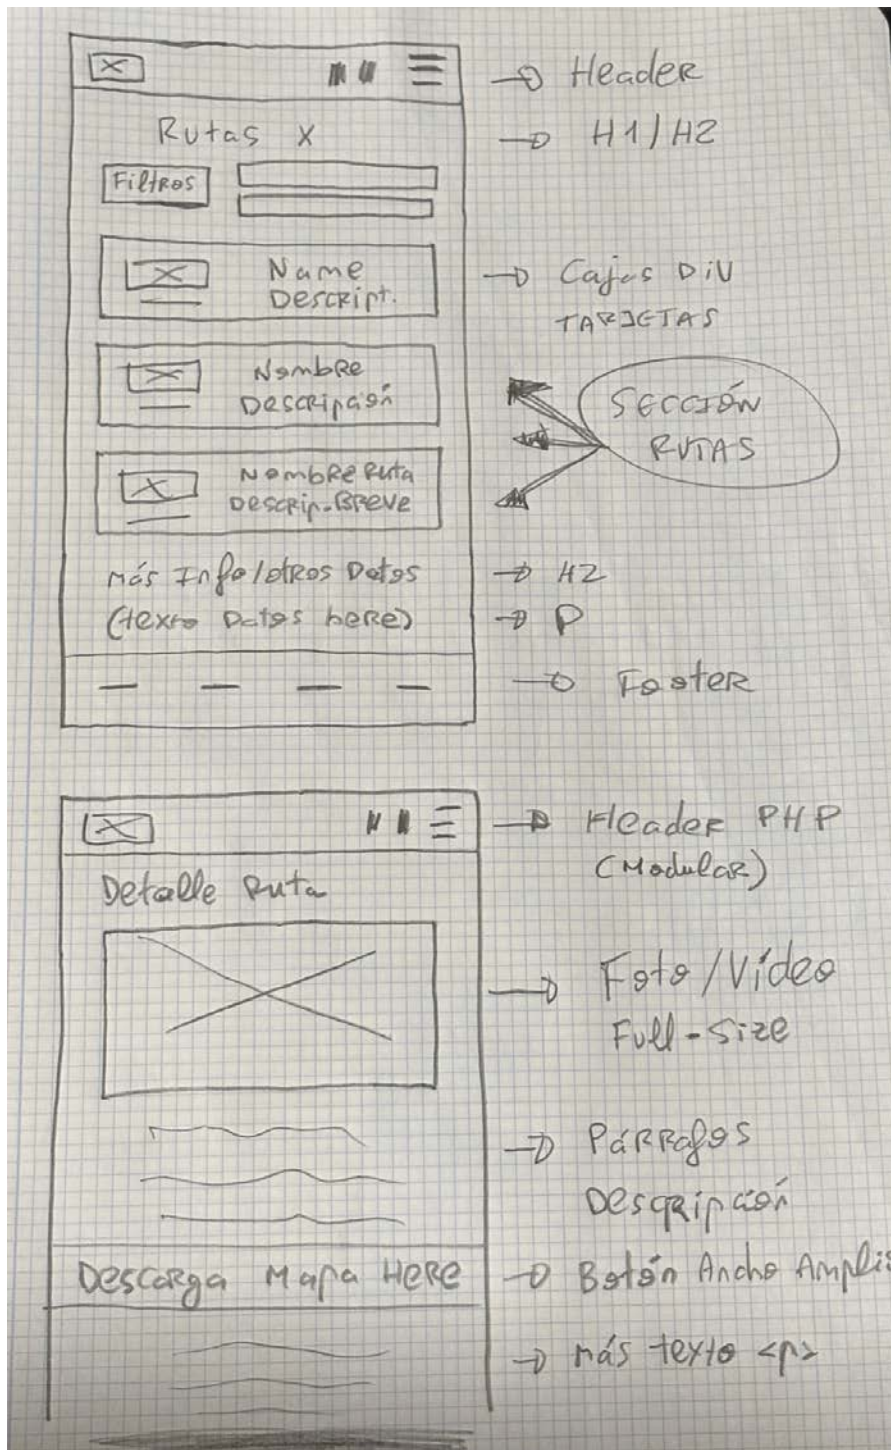 → Header
Rutas X → H1/H2
Filtros
Name → Cajas DiV
Descript. TARJETAS
Nombre SECCIÓN
Descripción RUTAS
Nombre Ruta
Descrip. Breve
más Info/otros Datos → H2
(texto Datos here) → P
→ Footer
→ Header PHP
(Modular)
Detalle Ruta
→ Foto/Vídeo
Full-Size
→ Párrafos
Descripción
Descarga Mapa Here → Botón Ancho
→ más texto <p>